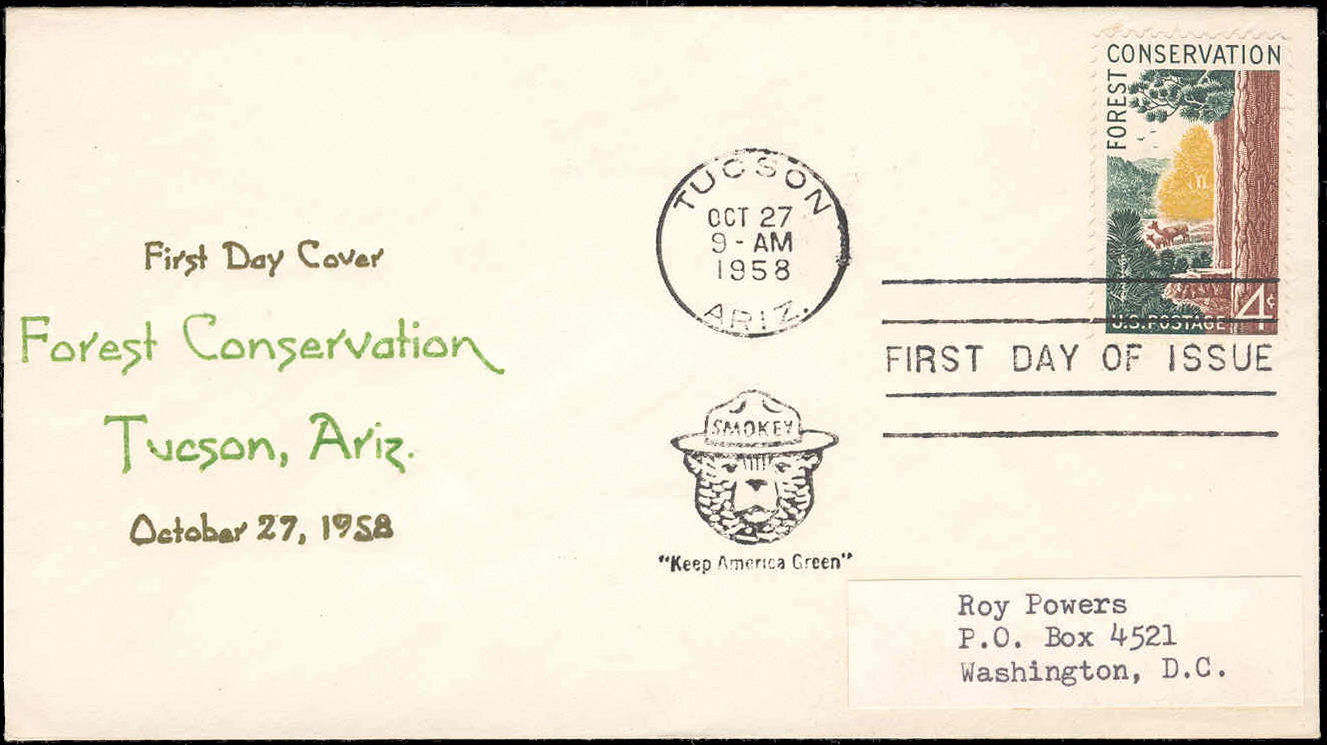 First Day Cover
Forest Conservation
Tucson, Ariz.
October 27, 1958
TUCSON
OCT 27
9-AM
1958
ARIZ.
FOREST CONSERVATION
4¢
U.S. POSTAGE
FIRST DAY OF ISSUE
SMOKEY
"Keep America Green"
Roy Powers
P.O. Box 4521
Washington, D.C.